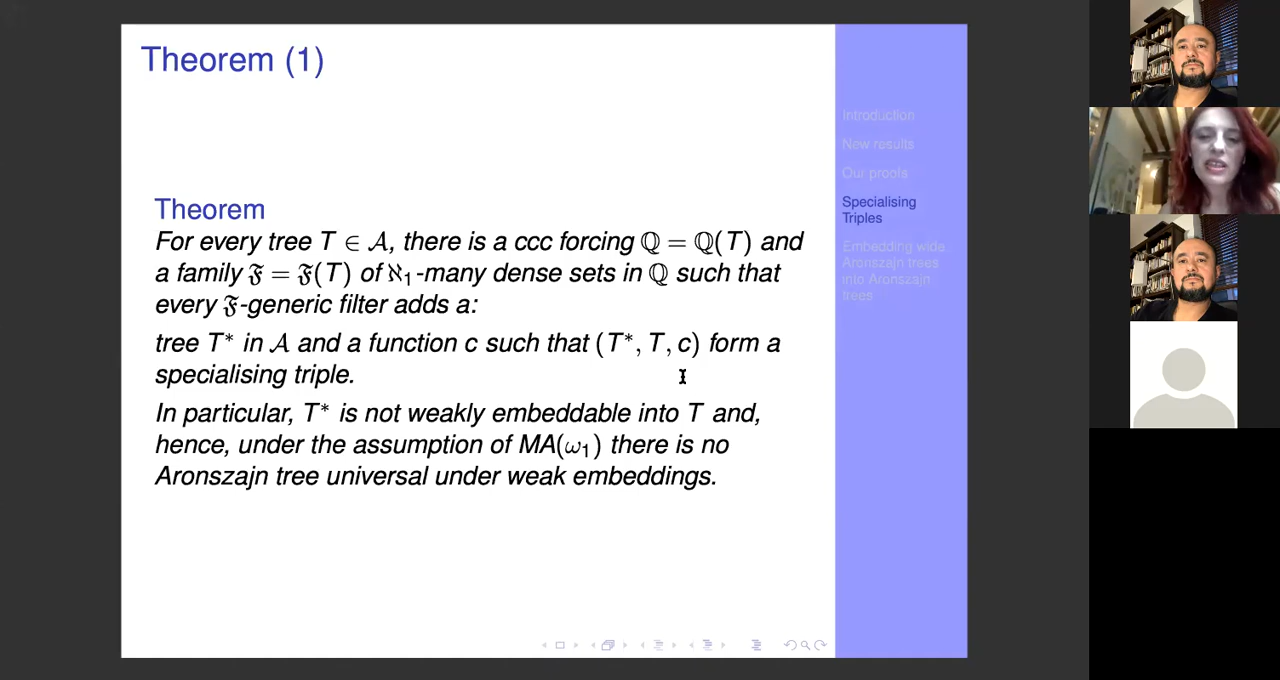 Theorem (1)
Theorem
For every tree T ∈ 𝒜, there is a ccc forcing ℚ = ℚ(T) and
a family 𝔉 = 𝔉(T) of ℵ₁-many dense sets in ℚ such that
every 𝔉-generic filter adds a:
tree T* in 𝒜 and a function c such that (T*, T, c) form a
specialising triple.
In particular, T* is not weakly embeddable into T and,
hence, under the assumption of MA(ω₁) there is no
Aronszajn tree universal under weak embeddings.
Introduction
New results
Our proofs
Specialising
Triples
Embedding wide
Aronszajn trees
into Aronszajn
trees